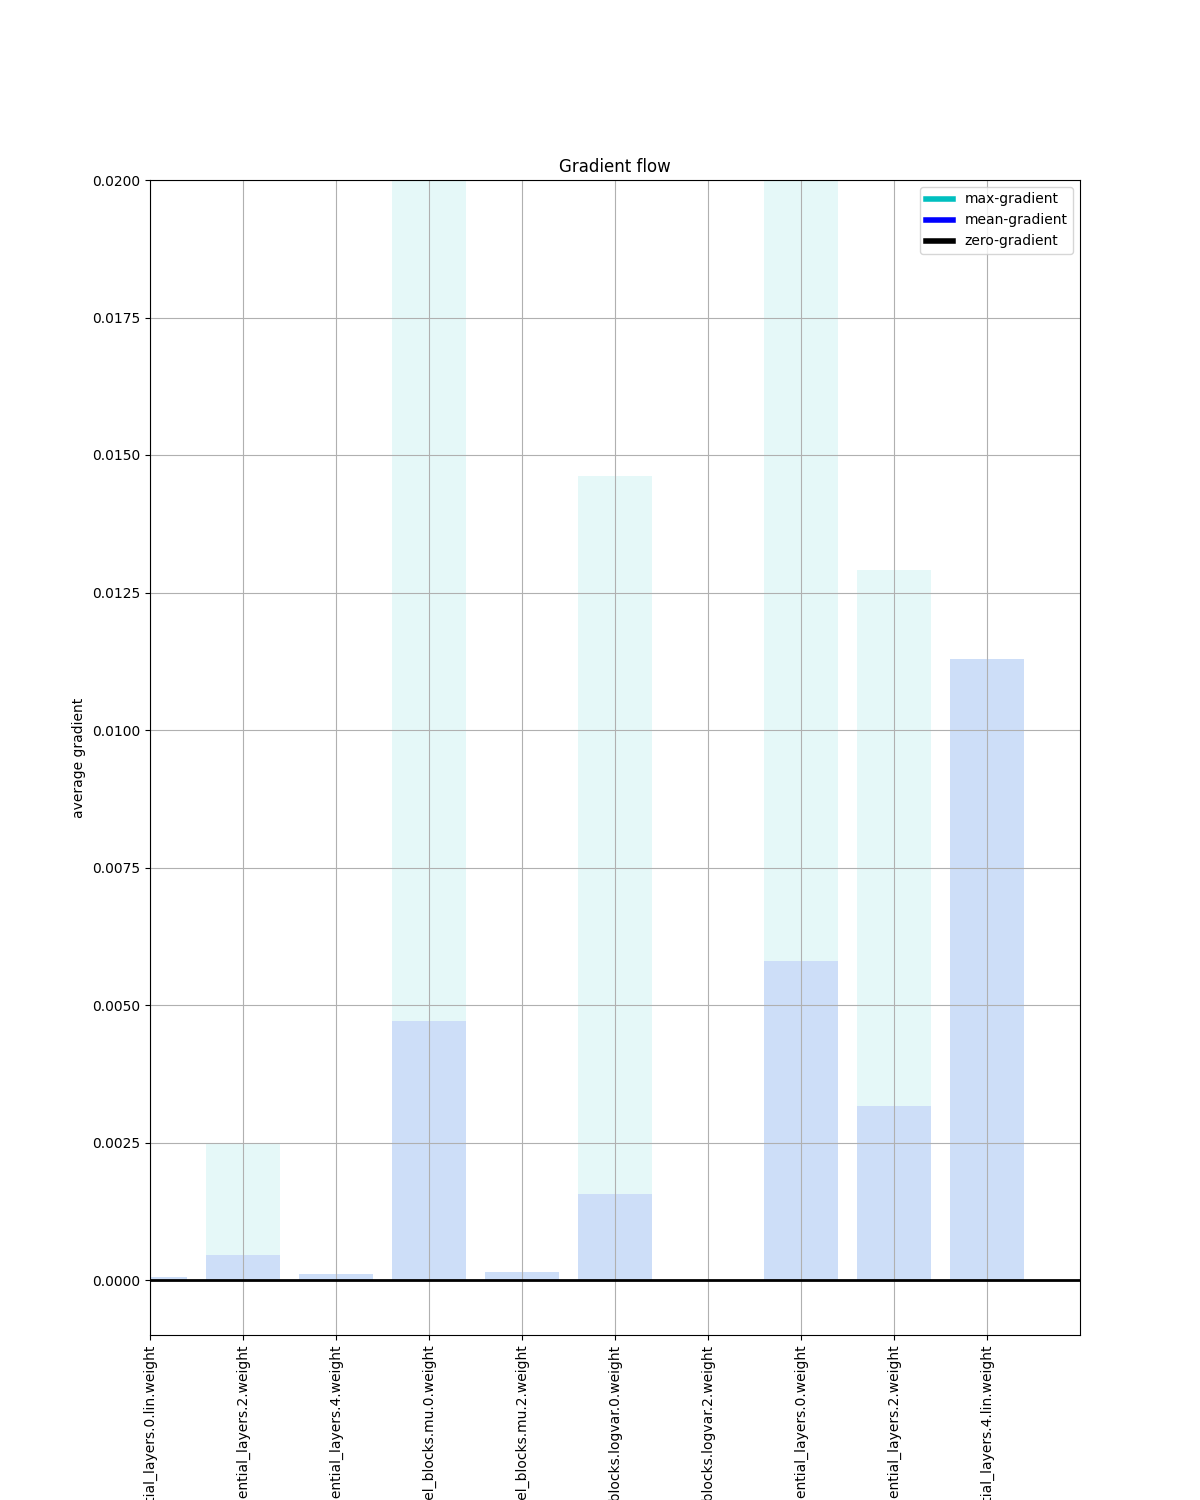 Gradient flow
max-gradient
mean-gradient
zero-gradient
0.0200
0.0175
0.0150
0.0125
0.0100
0.0075
0.0050
0.0025
0.0000
average gradient
tial_layers.0.lin.weight
ential_layers.2.weight
ential_layers.4.weight
el_blocks.mu.0.weight
el_blocks.mu.2.weight
blocks.logvar.0.weight
blocks.logvar.2.weight
ential_layers.0.weight
ential_layers.2.weight
tial_layers.4.lin.weight